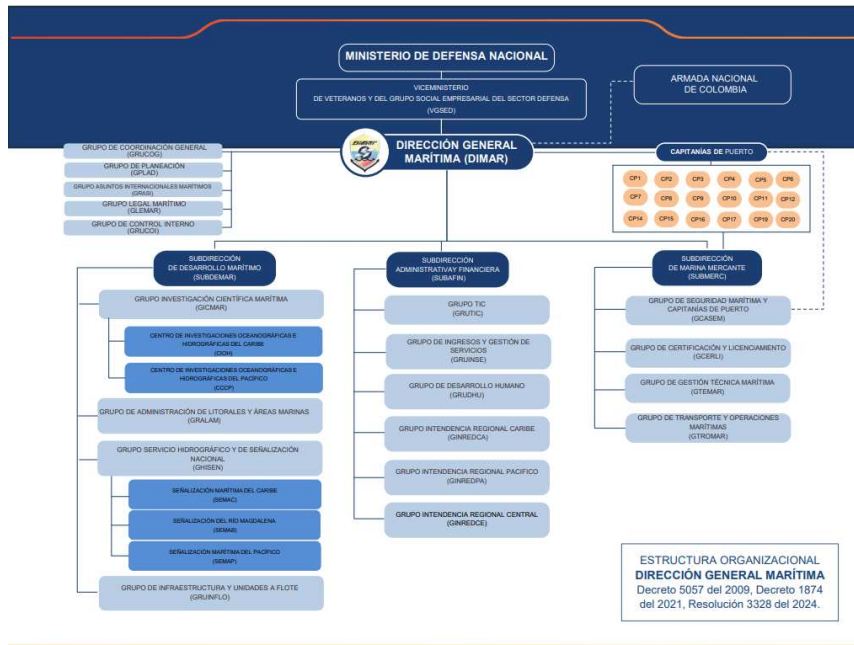 MINISTERIO DE DEFENSA NACIONAL
VICEMINISTERIO
DE VETERANOS Y DEL GRUPO SOCIAL EMPRESARIAL DEL SECTOR DEFENSA
(VGSED)
ARMADA NACIONAL
DE COLOMBIA
DIRECCIÓN GENERAL
MARÍTIMA (DIMAR)
GRUPO DE COORDINACIÓN GENERAL
(GRUCOG)
GRUPO DE PLANEACIÓN
(GPLAD)
GRUPO ASUNTOS INTERNACIONALES MARÍTIMOS
(GRASI)
GRUPO LEGAL MARÍTIMO
(GLEMAR)
GRUPO DE CONTROL INTERNO
(GRUCOI)
CAPITANÍAS DE PUERTO
CP1 CP2 CP3 CP4 CP5 CP6
CP7 CP8 CP9 CP10 CP11 CP12
CP14 CP15 CP16 CP17 CP19 CP20
SUBDIRECCIÓN
DE DESARROLLO MARÍTIMO
(SUBDEMAR)
GRUPO INVESTIGACIÓN CIENTÍFICA MARÍTIMA
(GICMAR)
CENTRO DE INVESTIGACIONES OCEANOGRÁFICAS E
HIDROGRÁFICAS DEL CARIBE
(CIOH)
CENTRO DE INVESTIGACIONES OCEANOGRÁFICAS E
HIDROGRÁFICAS DEL PACÍFICO
(CCCP)
GRUPO DE ADMINISTRACIÓN DE LITORALES Y ÁREAS MARINAS
(GRALAM)
GRUPO SERVICIO HIDROGRÁFICO Y DE SEÑALIZACIÓN
NACIONAL
(GHISEN)
SEÑALIZACIÓN MARÍTIMA DEL CARIBE
(SEMAC)
SEÑALIZACIÓN DEL RÍO MAGDALENA
(SEMAB)
SEÑALIZACIÓN MARÍTIMA DEL PACÍFICO
(SEMAP)
GRUPO DE INFRAESTRUCTURA Y UNIDADES A FLOTE
(GRUINFLO)
SUBDIRECCIÓN
ADMINISTRATIVAY FINANCIERA
(SUBAFIN)
GRUPO TIC
(GRUTIC)
GRUPO DE INGRESOS Y GESTIÓN DE
SERVICIOS
(GRUINSE)
GRUPO DE DESARROLLO HUMANO
(GRUDHU)
GRUPO INTENDENCIA REGIONAL CARIBE
(GINREDCA)
GRUPO INTENDENCIA REGIONAL PACIFICO
(GINREDPA)
GRUPO INTENDENCIA REGIONAL CENTRAL
(GINREDCE)
SUBDIRECCIÓN
DE MARINA MERCANTE
(SUBMERC)
GRUPO DE SEGURIDAD MARÍTIMA Y
CAPITANÍAS DE PUERTO
(GCASEM)
GRUPO DE CERTIFICACIÓN Y LICENCIAMIENTO
(GCERLI)
GRUPO DE GESTIÓN TÉCNICA MARÍTIMA
(GTEMAR)
GRUPO DE TRANSPORTE Y OPERACIONES
MARÍTIMAS
(GTROMAR)
ESTRUCTURA ORGANIZACIONAL
DIRECCIÓN GENERAL MARÍTIMA
Decreto 5057 del 2009, Decreto 1874
del 2021, Resolución 3328 del 2024.